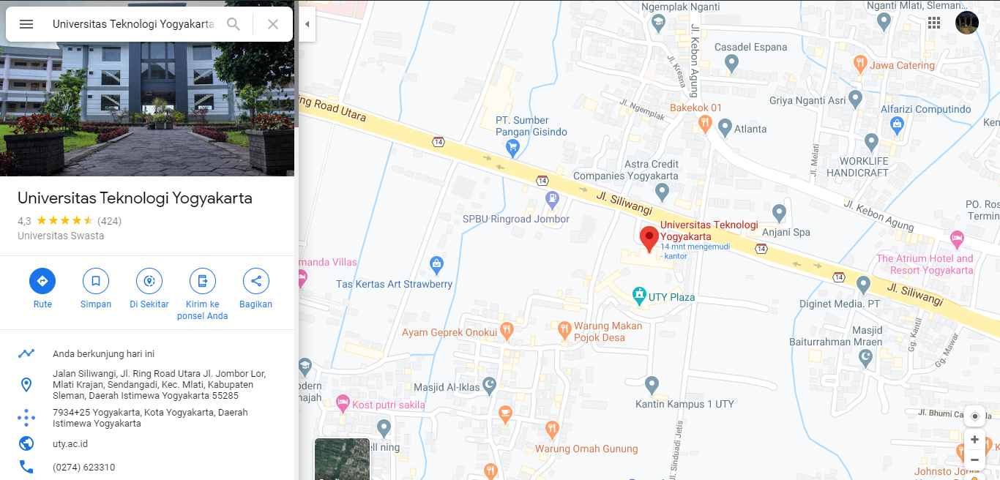 Universitas Teknologi Yogyakarta
Universitas Teknologi Yogyakarta
4,3 (424)
Universitas Swasta
Rute
Simpan
Di Sekitar
Kirim ke
ponsel Anda
Bagikan
Anda berkunjung hari ini
Jalan Siliwangi, Jl. Ring Road Utara Jl. Jombor Lor,
Mlati Krajan, Sendangadi, Kec. Mlati, Kabupaten
Sleman, Daerah Istimewa Yogyakarta 55285
7934+25 Yogyakarta, Kota Yogyakarta, Daerah
Istimewa Yogyakarta
uty.ac.id
(0274) 623310
Ngemplak Nganti
Nganti Mlati, Sleman...
Jl. Kebon Agung
Casadel Espana
Jl. Kresna
Jawa Catering
Griya Nganti Asri
Jl. Ngemplak
Bakekok 01
Alfarizi Computindo
ing Road Utara
PT. Sumber
Pangan Gisindo
Atlanta
Ken
14
WORKLIFE
HANDICRAFT
Jl. Melati
Astra Credit
Companies Yogyakarta
14
Jl. Siliwangi
SPBU Ringroad Jombor
Jl. Kebon Agung
PO. Ros
Termin
Universitas Teknologi
Yogyakarta
14 mnt mengemudi
- kantor
Anjani Spa
14
The Atrium Hotel and
Resort Yogyakarta
manda Villas
Tas Kertas Art Strawberry
14
Jl. Siliwangi
UTY Plaza
Diginet Media. PT
Ayam Geprek Onokui
Warung Makan
Pojok Desa
Masjid
Baiturrahman Mraen
Gg. Kantil
Gg. Mawar
odern
najah
Masjid Al-Iklas
Kost putri sakila
Kantin Kampus 1 UTY
Jl. Bhumi Ca
la
ell ning
Warung Omah Gunung
Jl. Sinduadi Jetis
K
Johnsto Jogja